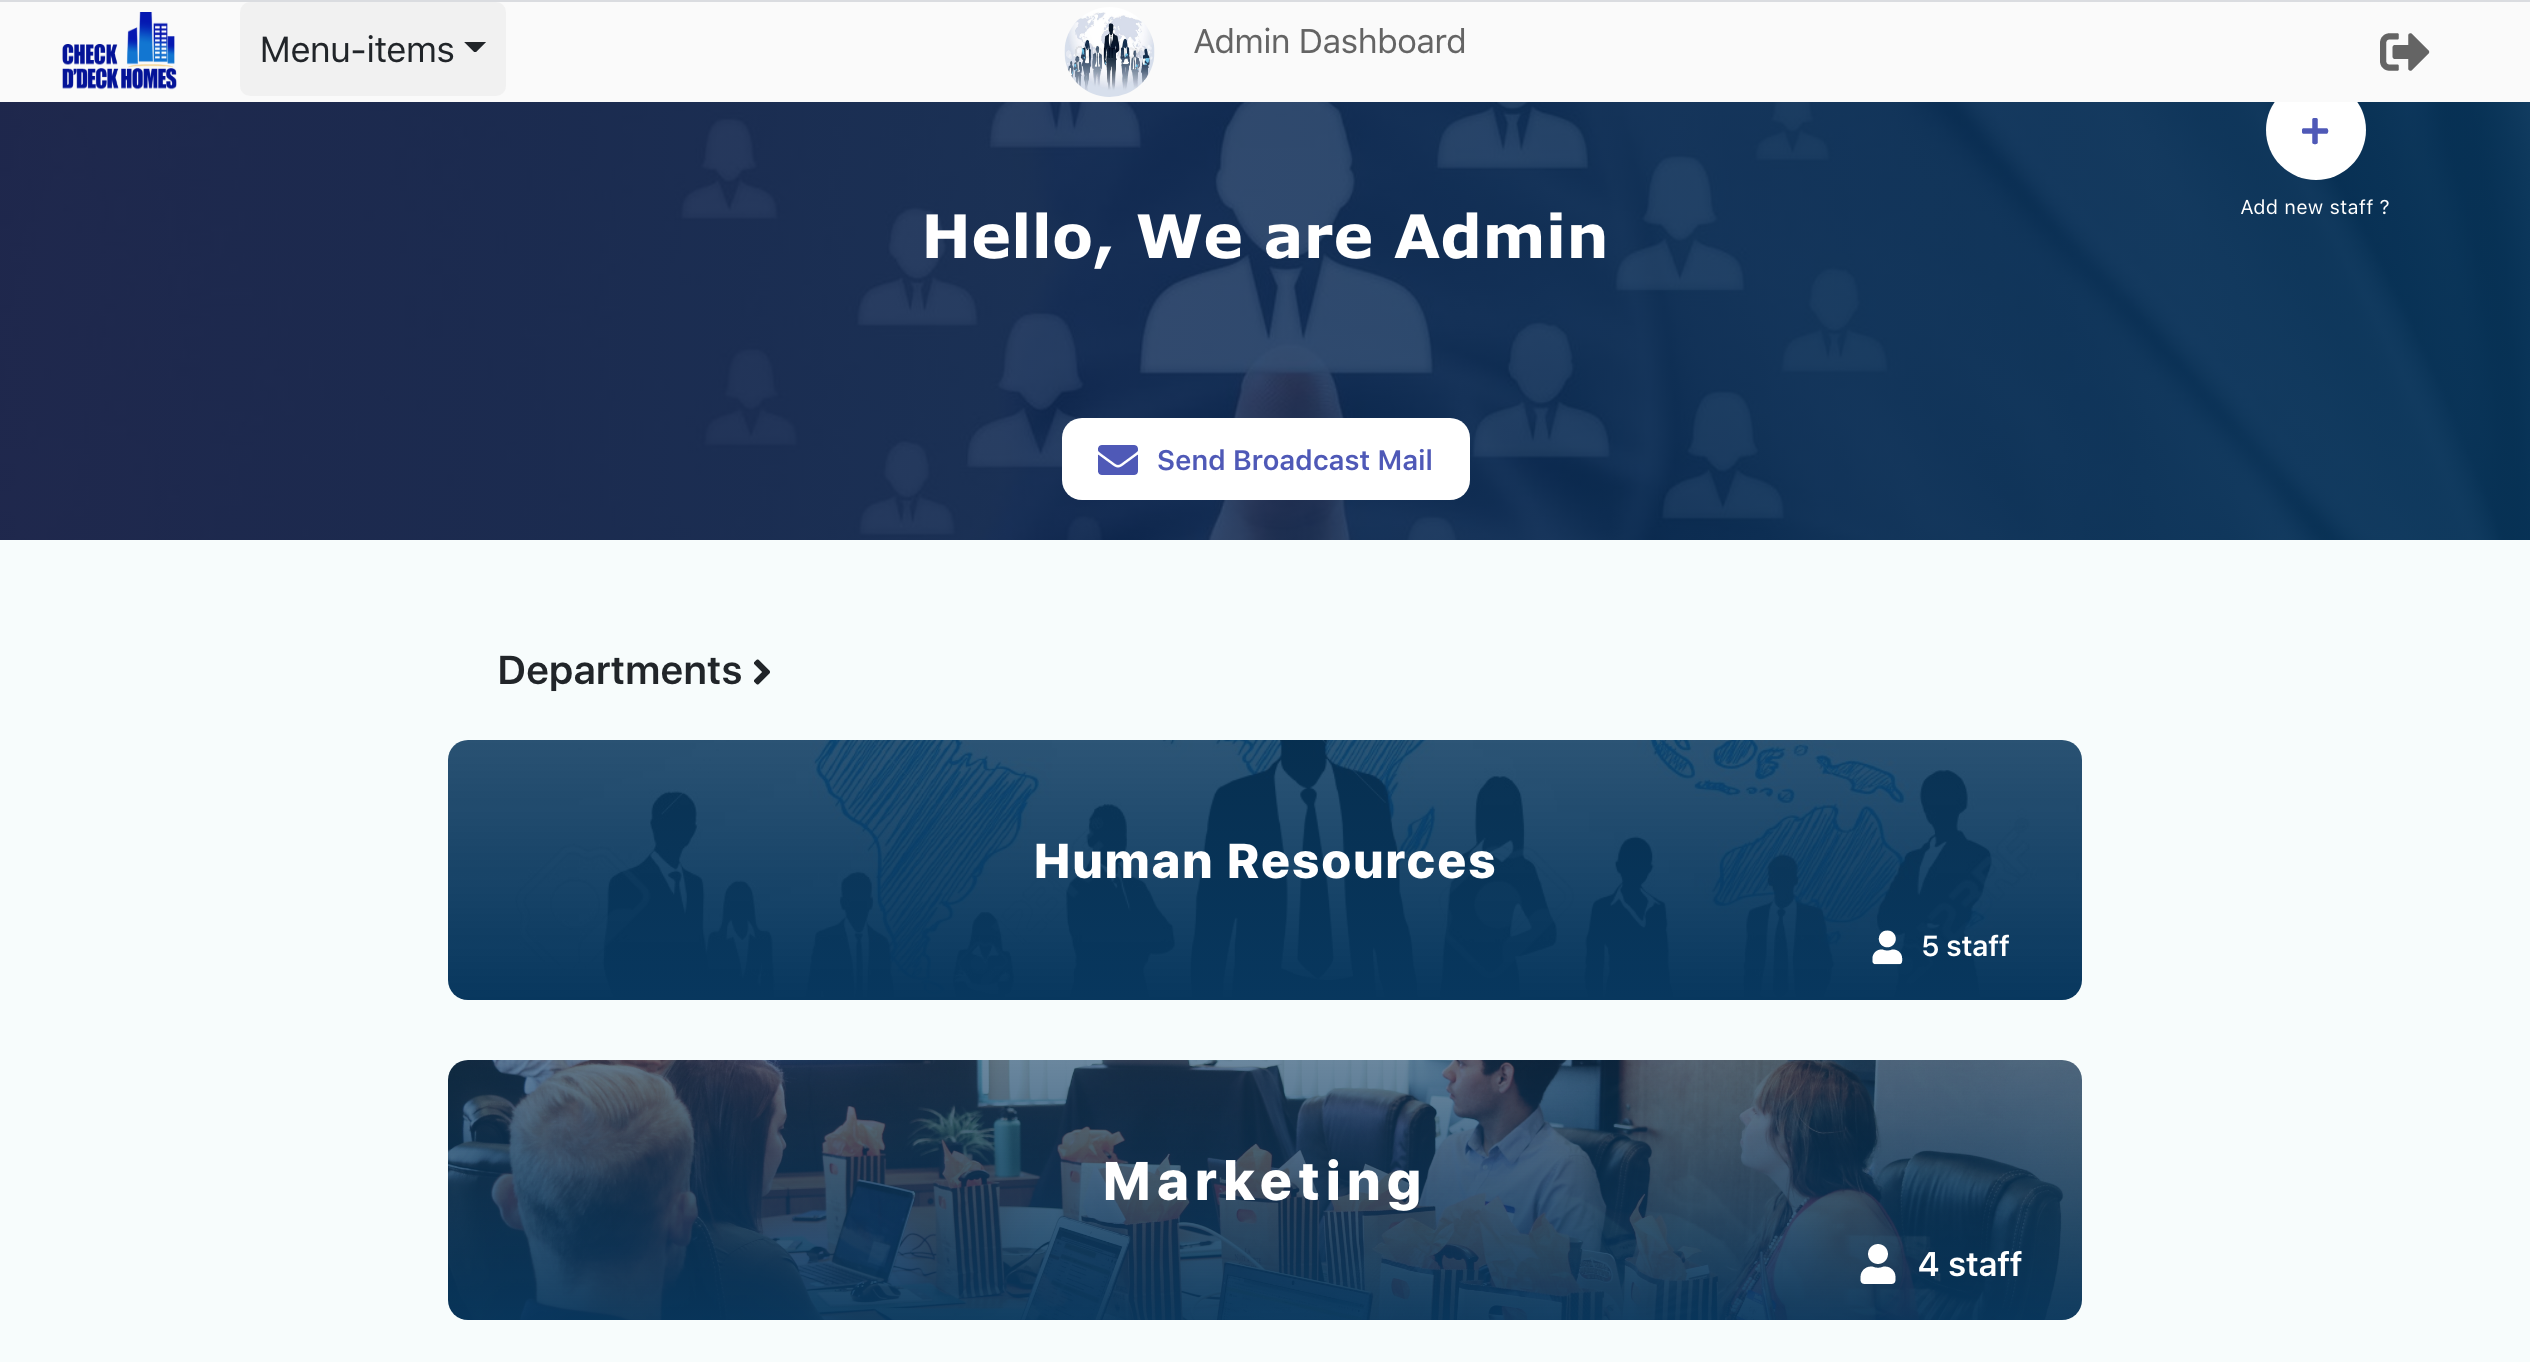 CHECK
D'DECK HOMES
Menu-items
Admin Dashboard
Add new staff ?
Hello, We are Admin
Send Broadcast Mail
Departments
Human Resources
5 staff
Marketing
4 staff